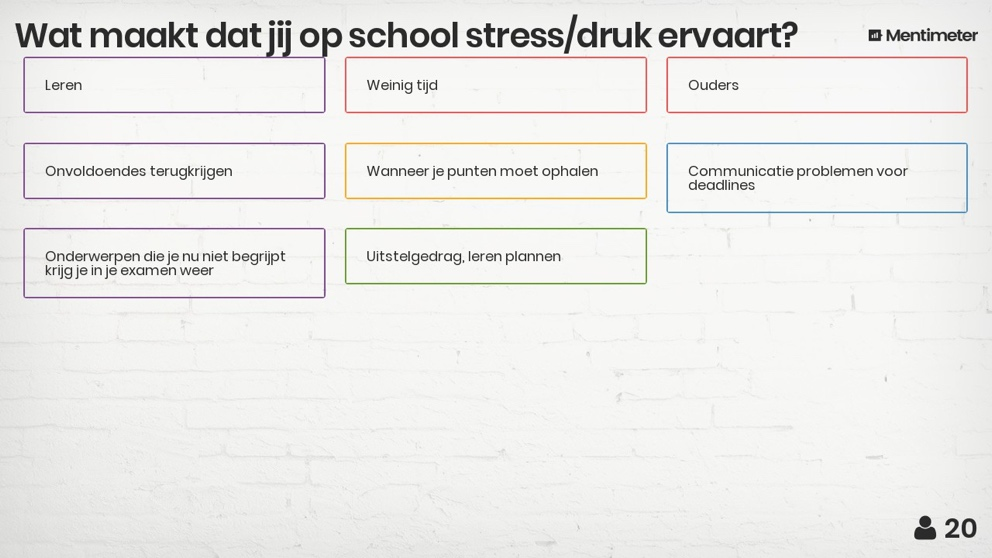 Wat maakt dat jij op school stress/druk ervaart?
Mentimeter
Leren
Weinig tijd
Ouders
Onvoldoendes terugkrijgen
Wanneer je punten moet ophalen
Communicatie problemen voor
deadlines
Onderwerpen die je nu niet begrijpt
krijg je in je examen weer
Uitstelgedrag, leren plannen
20